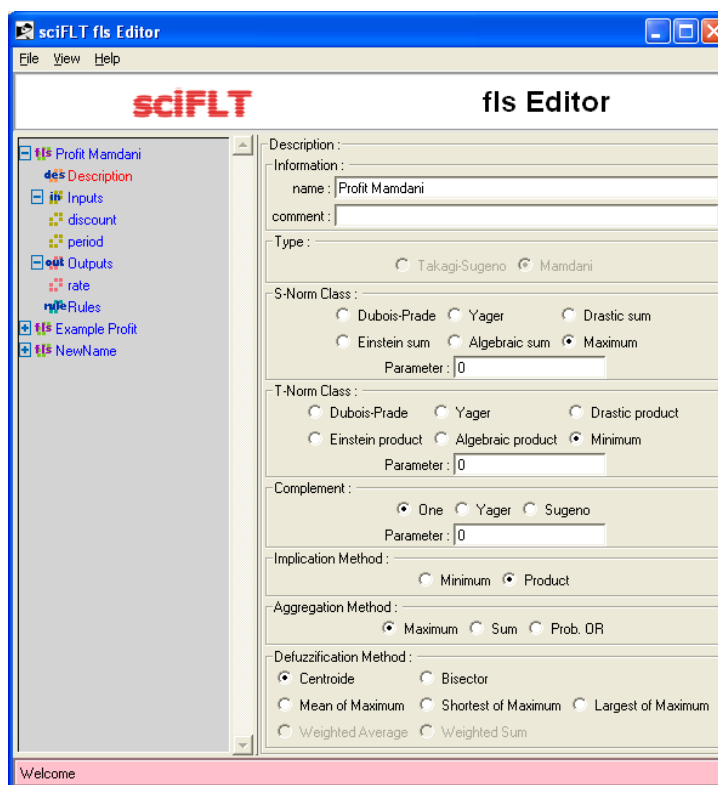 sciFLT fls Editor
File View Help
sciFLT fls Editor
fls Profit Mamdani
des Description
in Inputs
discount
period
out Outputs
rate
rule Rules
fls Example Profit
fls NewName
Description :
Information :
name : Profit Mamdani
comment :
Type :
Takagi-Sugeno Mamdani
S-Norm Class :
Dubois-Prade Yager Drastic sum
Einstein sum Algebraic sum Maximum
Parameter : 0
T-Norm Class :
Dubois-Prade Yager Drastic product
Einstein product Algebraic product Minimum
Parameter : 0
Complement :
One Yager Sugeno
Parameter : 0
Implication Method :
Minimum Product
Aggregation Method :
Maximum Sum Prob. OR
Defuzzification Method :
Centroide Bisector
Mean of Maximum Shortest of Maximum Largest of Maximum
Weighted Average Weighted Sum
Welcome